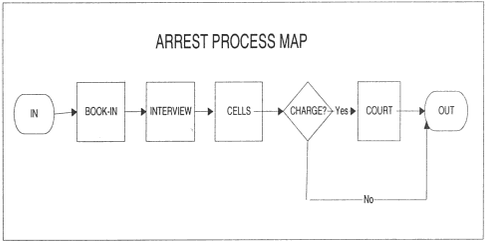 ARREST PROCESS MAP
IN
BOOK-IN
INTERVIEW
CELLS
CHARGE?
Yes
COURT
OUT
No